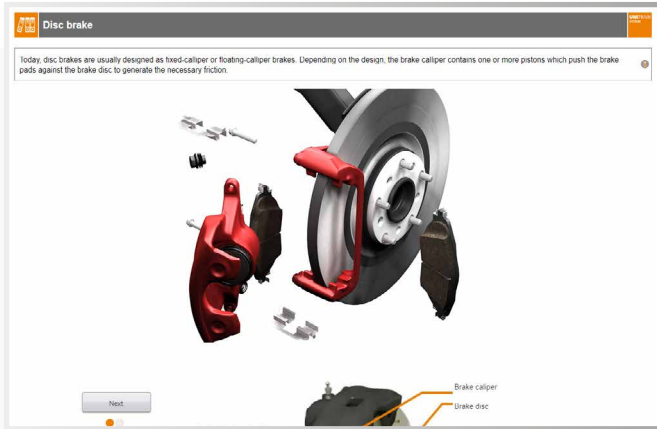 Disc brake
Today, disc brakes are usually designed as fixed-calliper or floating-calliper brakes. Depending on the design, the brake calliper contains one or more pistons which push the brake
pads against the brake disc to generate the necessary friction.
Brake caliper
Brake disc
Next